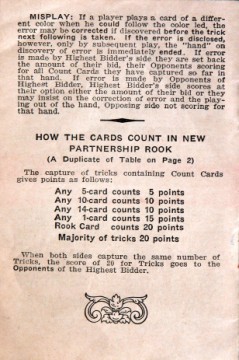 MISPLAY: If a player plays a card of a differ-
ent color when he could follow the color led, the
error may be corrected if discovered before the trick
next following is taken. If the error is disclosed,
however, only by subsequent play, the "hand" on
discovery of error is immediately ended. If error
is made by Highest Bidder's side they are set back
the amount of their bid, their Opponents scoring
for all Count Cards they have captured so far in
that hand. If error is made by Opponents of
Highest Bidder, Highest Bidder's side scores at
their option either the amount of their bid or they
may insist on the correction of error and the play-
ing out of the hand, Opposing side not scoring for
that hand.
HOW THE CARDS COUNT IN NEW
PARTNERSHIP ROOK
(A Duplicate of Table on Page 2)
The capture of tricks containing Count Cards
gives points as follows:
Any 5-card counts 5 points
Any 10-card counts 10 points
Any 14-card counts 10 points
Any 1-card counts 15 points
Rook Card counts 20 points
Majority of tricks 20 points
When both sides capture the same number of
Tricks, the score of 20 for Tricks goes to the
Opponents of the Highest Bidder.